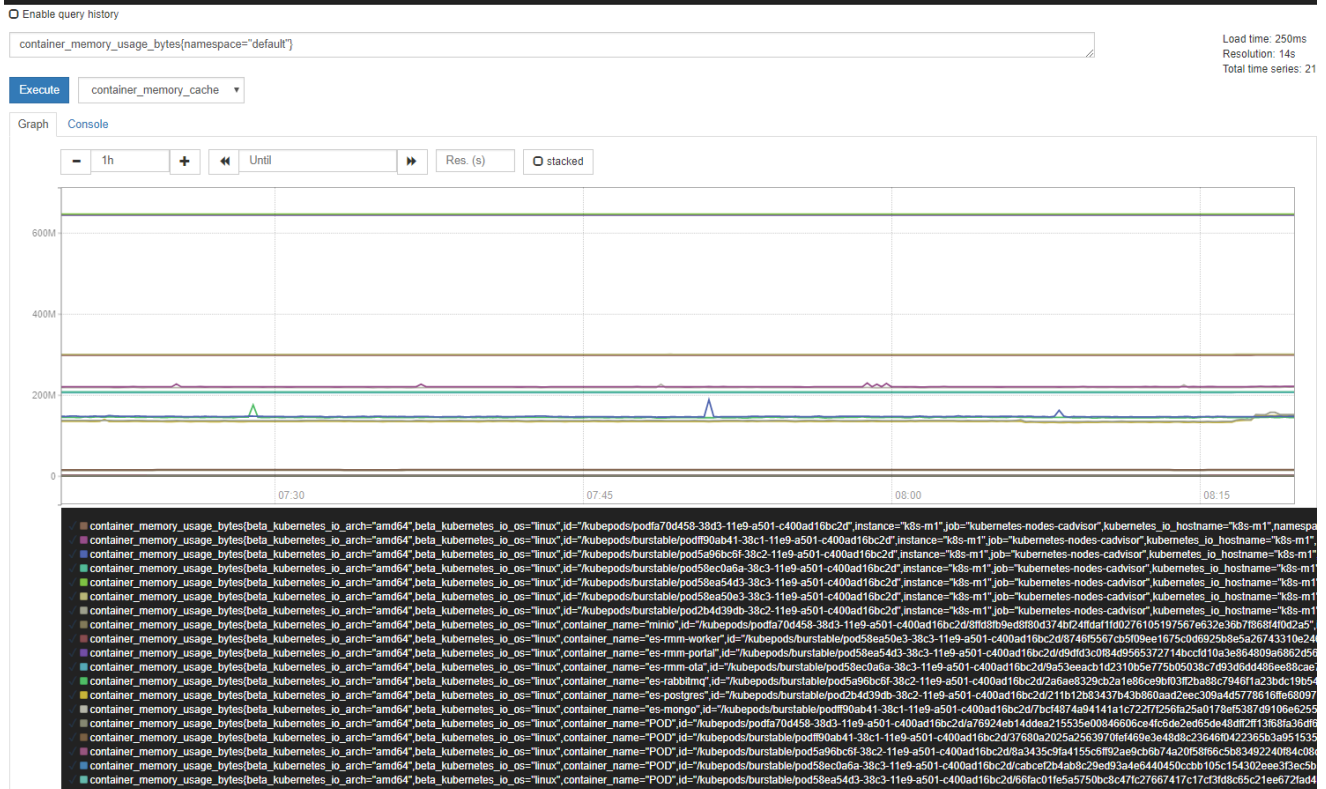 Enable query history
container_memory_usage_bytes{namespace="default"}
Load time: 250ms
Resolution: 14s
Total time series: 21
Execute
container_memory_cache
Graph
Console
1h
Until
Res. (s)
stacked
600M
400M
200M
0
07:30
07:45
08:00
08:15
container_memory_usage_bytes{beta_kubernetes_io_arch="amd64",beta_kubernetes_io_os="linux",id="/kubepods/podfa70d458-38d3-11e9-a501-c400ad16bc2d",instance="k8s-m1",job="kubernetes-nodes-cadvisor",kubernetes_io_hostname="k8s-m1",namespa
container_memory_usage_bytes{beta_kubernetes_io_arch="amd64",beta_kubernetes_io_os="linux",id="/kubepods/burstable/podff90ab41-38c1-11e9-a501-c400ad16bc2d",instance="k8s-m1",job="kubernetes-nodes-cadvisor",kubernetes_io_hostname="k8s-m1",
container_memory_usage_bytes{beta_kubernetes_io_arch="amd64",beta_kubernetes_io_os="linux",id="/kubepods/burstable/pod5a96bc6f-38c2-11e9-a501-c400ad16bc2d",instance="k8s-m1",job="kubernetes-nodes-cadvisor",kubernetes_io_hostname="k8s-m1"
container_memory_usage_bytes{beta_kubernetes_io_arch="amd64",beta_kubernetes_io_os="linux",id="/kubepods/burstable/pod58ec0a6a-38c3-11e9-a501-c400ad16bc2d",instance="k8s-m1",job="kubernetes-nodes-cadvisor",kubernetes_io_hostname="k8s-m1"
container_memory_usage_bytes{beta_kubernetes_io_arch="amd64",beta_kubernetes_io_os="linux",id="/kubepods/burstable/pod58ea54d3-38c3-11e9-a501-c400ad16bc2d",instance="k8s-m1",job="kubernetes-nodes-cadvisor",kubernetes_io_hostname="k8s-m1
container_memory_usage_bytes{beta_kubernetes_io_arch="amd64",beta_kubernetes_io_os="linux",id="/kubepods/burstable/pod58ea50e3-38c3-11e9-a501-c400ad16bc2d",instance="k8s-m1",job="kubernetes-nodes-cadvisor",kubernetes_io_hostname="k8s-m1
container_memory_usage_bytes{beta_kubernetes_io_arch="amd64",beta_kubernetes_io_os="linux",id="/kubepods/burstable/pod2b4d39db-38c2-11e9-a501-c400ad16bc2d",instance="k8s-m1",job="kubernetes-nodes-cadvisor",kubernetes_io_hostname="k8s-m1
container_memory_usage_bytes{beta_kubernetes_io_arch="amd64",beta_kubernetes_io_os="linux",container_name="minio",id="/kubepods/podfa70d458-38d3-11e9-a501-c400ad16bc2d/
container_memory_usage_bytes{beta_kubernetes_io_arch="amd64",beta_kubernetes_io_os="linux",container_name="es-rmm-worker",id="/kubepods/burstable/pod58ea50e3-38c3-11e9-a501-c400ad16bc2d/
container_memory_usage_bytes{beta_kubernetes_io_arch="amd64",beta_kubernetes_io_os="linux",container_name="es-rmm-portal",id="/kubepods/burstable/pod58ea54d3-38c3-11e9-a501-c400ad16bc2d/
container_memory_usage_bytes{beta_kubernetes_io_arch="amd64",beta_kubernetes_io_os="linux",container_name="es-rmm-ota",id="/kubepods/burstable/pod58ec0a6a-38c3-11e9-a501-c400ad16bc2d/
container_memory_usage_bytes{beta_kubernetes_io_arch="amd64",beta_kubernetes_io_os="linux",container_name="es-rabbitmq",id="/kubepods/burstable/pod5a96bc6f-38c2-11e9-a501-c400ad16bc2d/
container_memory_usage_bytes{beta_kubernetes_io_arch="amd64",beta_kubernetes_io_os="linux",container_name="es-postgres",id="/kubepods/burstable/pod2b4d39db-38c2-11e9-a501-c400ad16bc2d/
container_memory_usage_bytes{beta_kubernetes_io_arch="amd64",beta_kubernetes_io_os="linux",container_name="es-mongo",id="/kubepods/burstable/podff90ab41-38c1-11e9-a501-c400ad16bc2d/
container_memory_usage_bytes{beta_kubernetes_io_arch="amd64",beta_kubernetes_io_os="linux",container_name="POD",id="/kubepods/podfa70d458-38d3-11e9-a501-c400ad16bc2d/
container_memory_usage_bytes{beta_kubernetes_io_arch="amd64",beta_kubernetes_io_os="linux",container_name="POD",id="/kubepods/burstable/podff90ab41-38c1-11e9-a501-c400ad16bc2d/
container_memory_usage_bytes{beta_kubernetes_io_arch="amd64",beta_kubernetes_io_os="linux",container_name="POD",id="/kubepods/burstable/pod5a96bc6f-38c2-11e9-a501-c400ad16bc2d/
container_memory_usage_bytes{beta_kubernetes_io_arch="amd64",beta_kubernetes_io_os="linux",container_name="POD",id="/kubepods/burstable/pod58ec0a6a-38c3-11e9-a501-c400ad16bc2d/
container_memory_usage_bytes{beta_kubernetes_io_arch="amd64",beta_kubernetes_io_os="linux",container_name="POD",id="/kubepods/burstable/pod58ea54d3-38c3-11e9-a501-c400ad16bc2d/